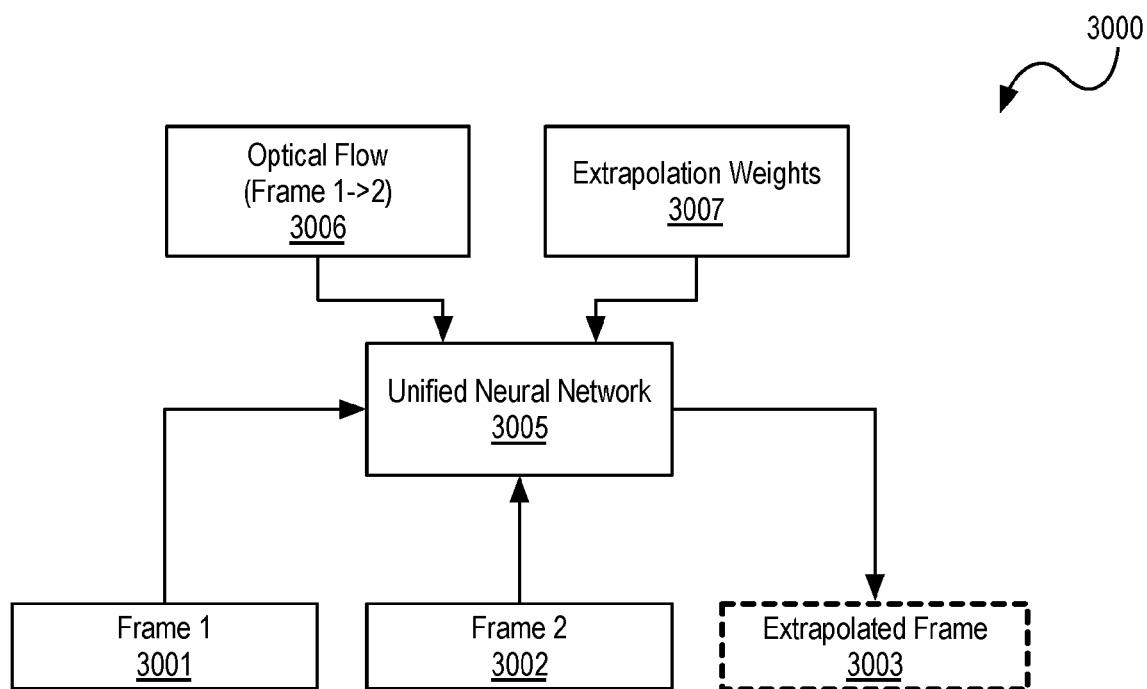 3000
Optical Flow
(Frame 1->2)
3006
Extrapolation Weights
3007
Unified Neural Network
3005
Frame 1
3001
Frame 2
3002
Extrapolated Frame
3003